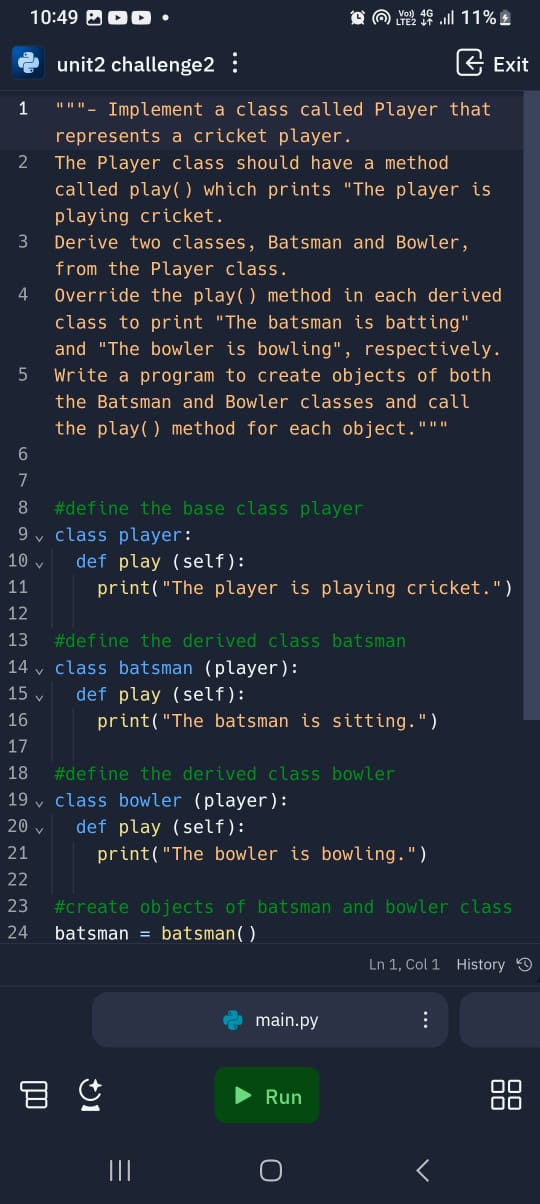 10:49
Vo) 4G
LTE2
11%
unit2 challenge2
Exit
1 """- Implement a class called Player that
represents a cricket player.
2 The Player class should have a method
called play() which prints "The player is
playing cricket.
3 Derive two classes, Batsman and Bowler,
from the Player class.
4 Override the play() method in each derived
class to print "The batsman is batting"
and "The bowler is bowling", respectively.
5 Write a program to create objects of both
the Batsman and Bowler classes and call
the play() method for each object."""
6
7
8 #define the base class player
9 class player:
10 def play (self):
11 print("The player is playing cricket.")
12
13 #define the derived class batsman
14 class batsman (player):
15 def play (self):
16 print("The batsman is sitting.")
17
18 #define the derived class bowler
19 class bowler (player):
20 def play (self):
21 print("The bowler is bowling.")
22
23 #create objects of batsman and bowler class
24 batsman = batsman()
Ln 1, Col 1 History
main.py
Run